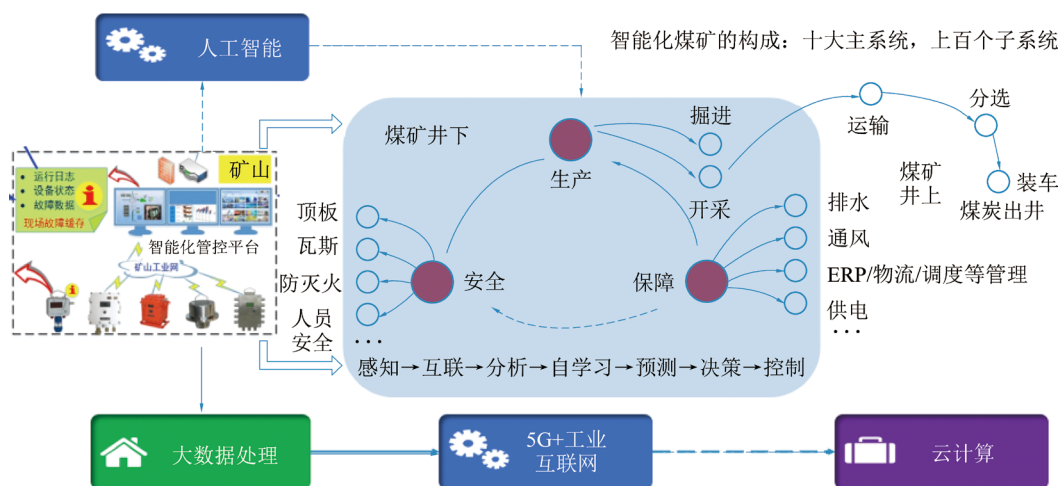 人工智能
智能化煤矿的构成：十大主系统，上百个子系统
矿山
运行日志
设备状态
故障数据
现场故障缓存
智能化管控平台
矿山工业网
煤矿井下
生产
掘进
开采
运输
分选
装车
煤矿
井上
煤炭出井
顶板
瓦斯
防灭火
人员
安全
···
安全
保障
排水
通风
ERP/物流/调度等管理
供电
···
感知→互联→分析→自学习→预测→决策→控制
大数据处理
5G+工业
互联网
云计算